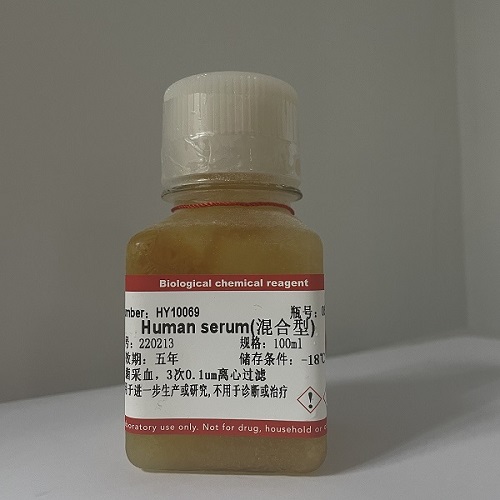 Biological chemical reagent
mber: HY10069 瓶号:
Human serum(混合型)
号: 220213 规格: 100ml
效期: 五年 储存条件: -18℃
采血, 3次0.1um离心过滤
于进一步生产或研究, 不用于诊断或治疗
oratory use only. Not for drug, household or